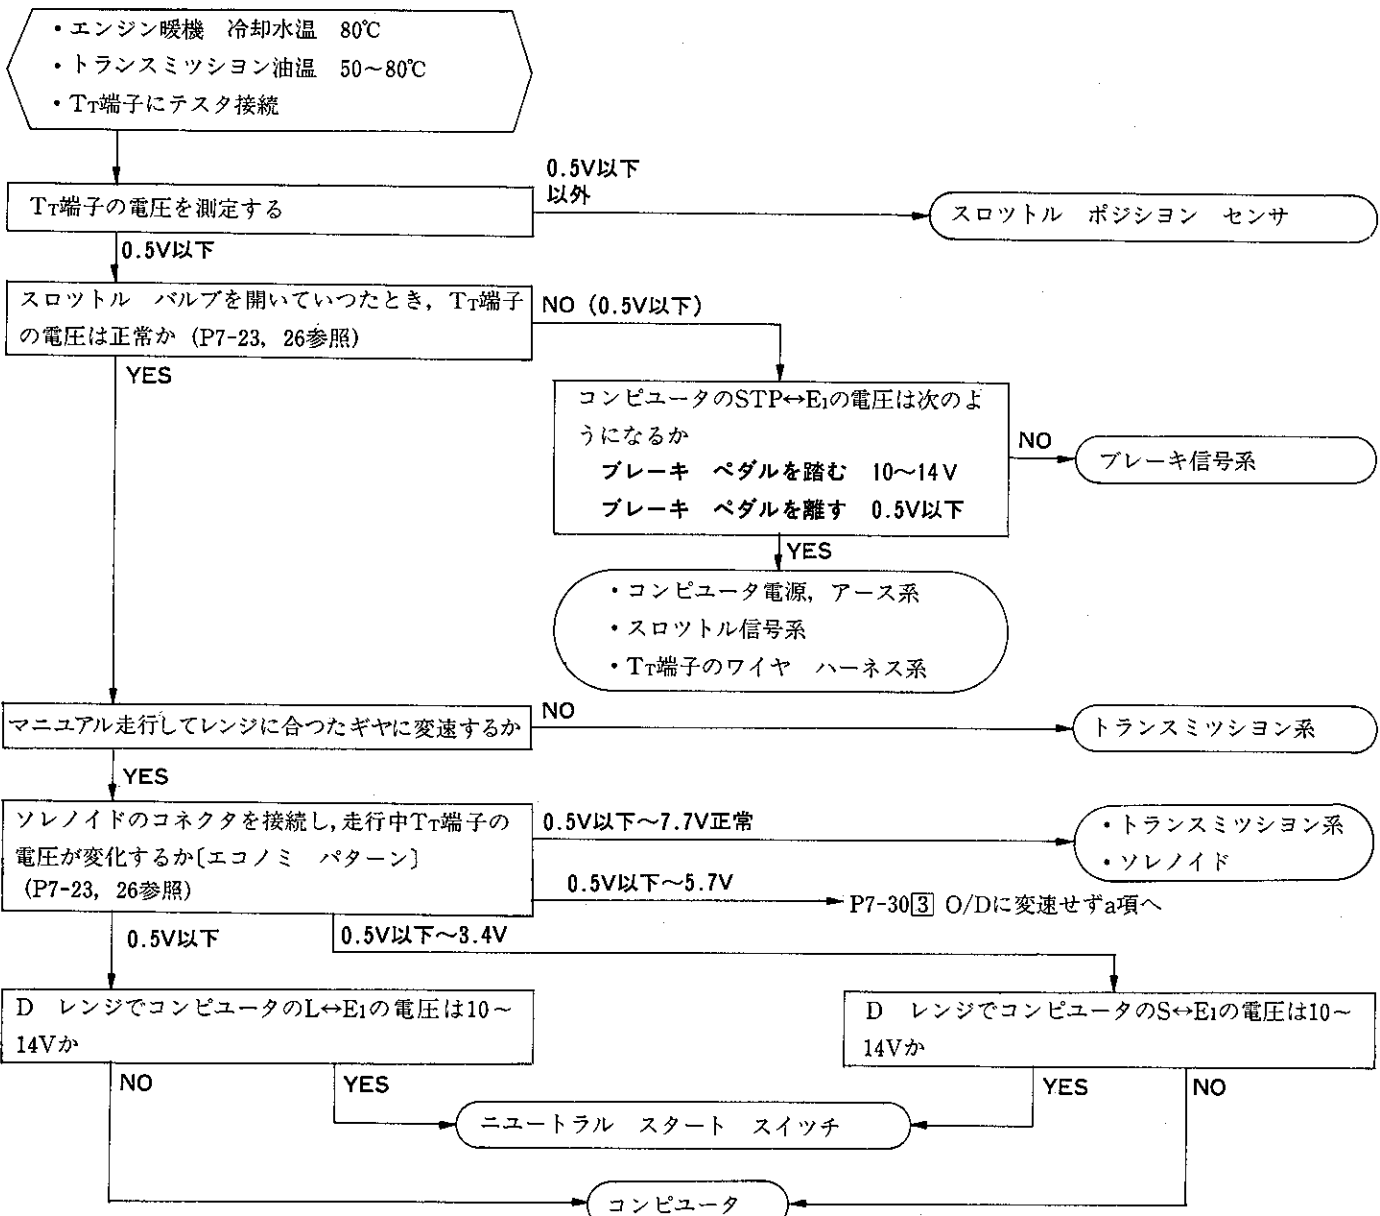 ・エンジン暖機 冷却水温 80℃
・トランスミツシヨン油温 50～80℃
・TT端子にテスタ接続
TT端子の電圧を測定する
0.5V以下
以外
スロツトル ポジシヨン センサ
0.5V以下
スロツトル バルブを開いていつたとき，TT端子
の電圧は正常か (P7-23，26参照)
NO (0.5V以下)
YES
コンピユータのSTP↔E1の電圧は次のよ
うになるか
ブレーキ ペダルを踏む 10～14V
ブレーキ ペダルを離す 0.5V以下
NO
ブレーキ信号系
YES
・コンピユータ電源，アース系
・スロツトル信号系
・TT端子のワイヤ ハーネス系
マニユアル走行してレンジに合つたギヤに変速するか
NO
トランスミツシヨン系
YES
ソレノイドのコネクタを接続し，走行中TT端子の
電圧が変化するか〔エコノミ パターン〕
(P7-23，26参照)
0.5V以下～7.7V正常
・トランスミツシヨン系
・ソレノイド
0.5V以下～5.7V
P7-30 3 O/Dに変速せずa項へ
0.5V以下
0.5V以下～3.4V
D レンジでコンピユータのL↔E1の電圧は10～
14Vか
D レンジでコンピユータのS↔E1の電圧は10～
14Vか
NO
YES
YES
NO
ニユートラル スタート スイツチ
コンピユータ